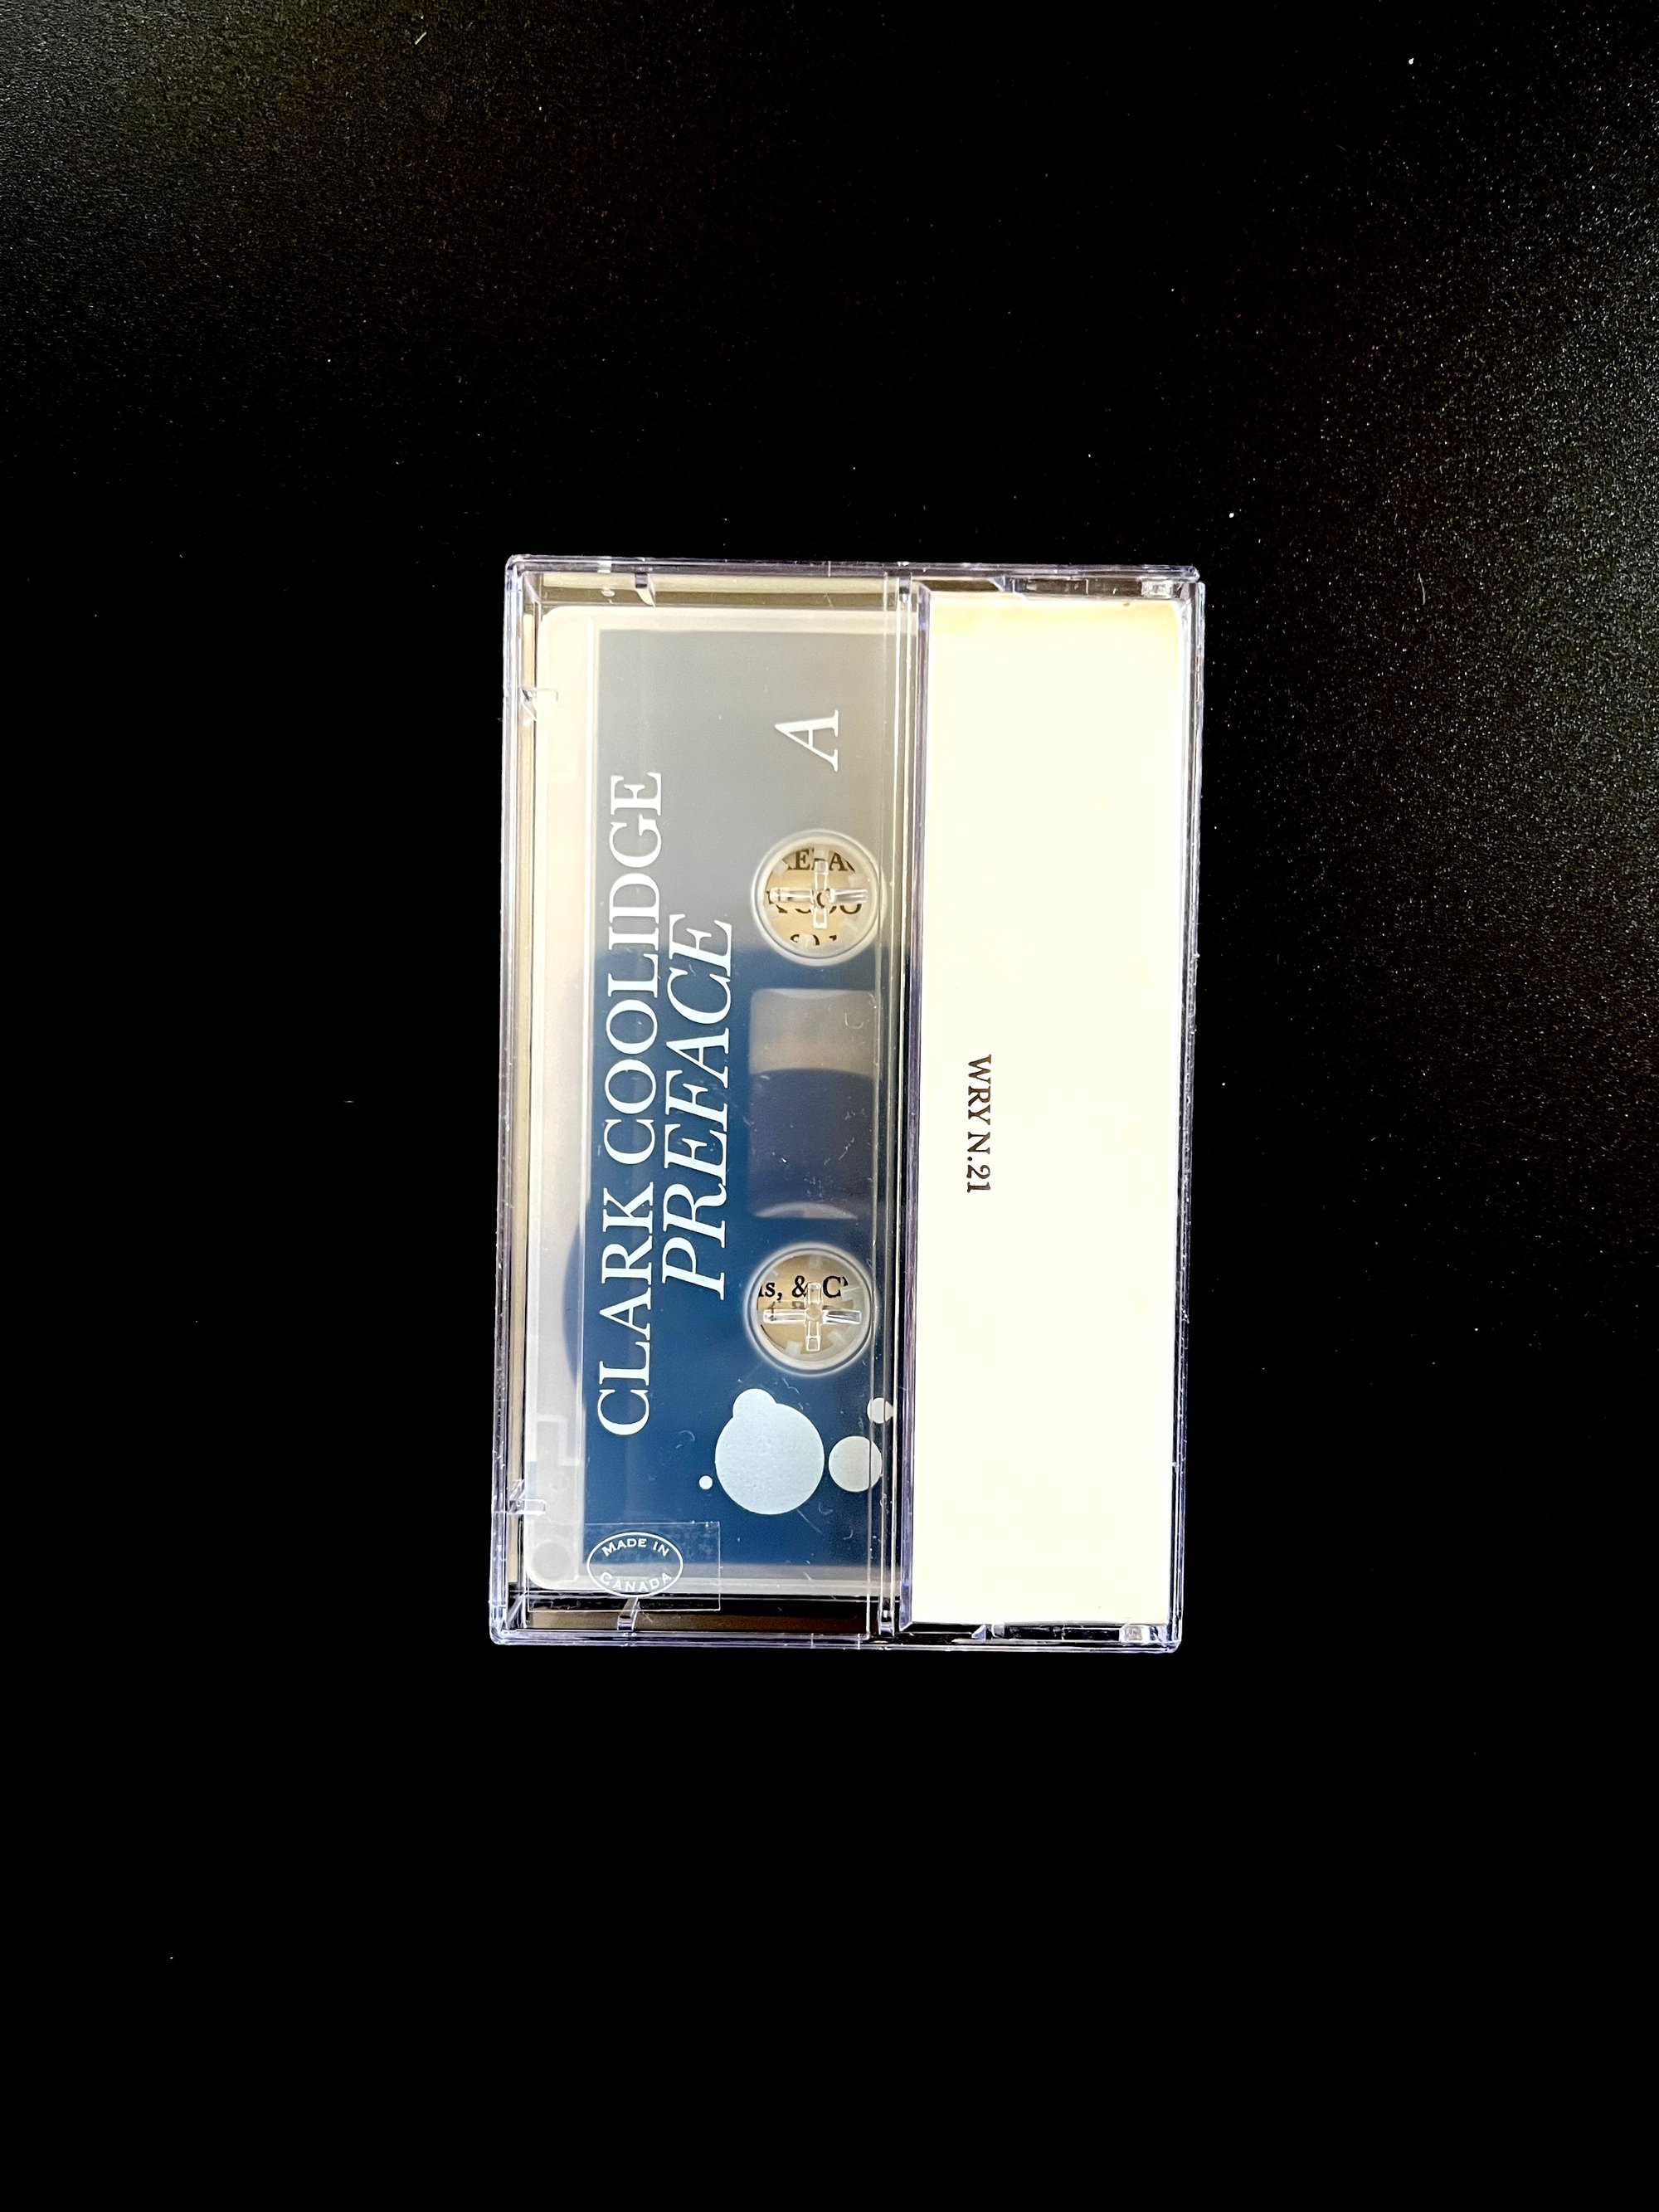 CLARK COOLIDGE
PREFACE
A
MADE IN
CANADA
WRY N.21